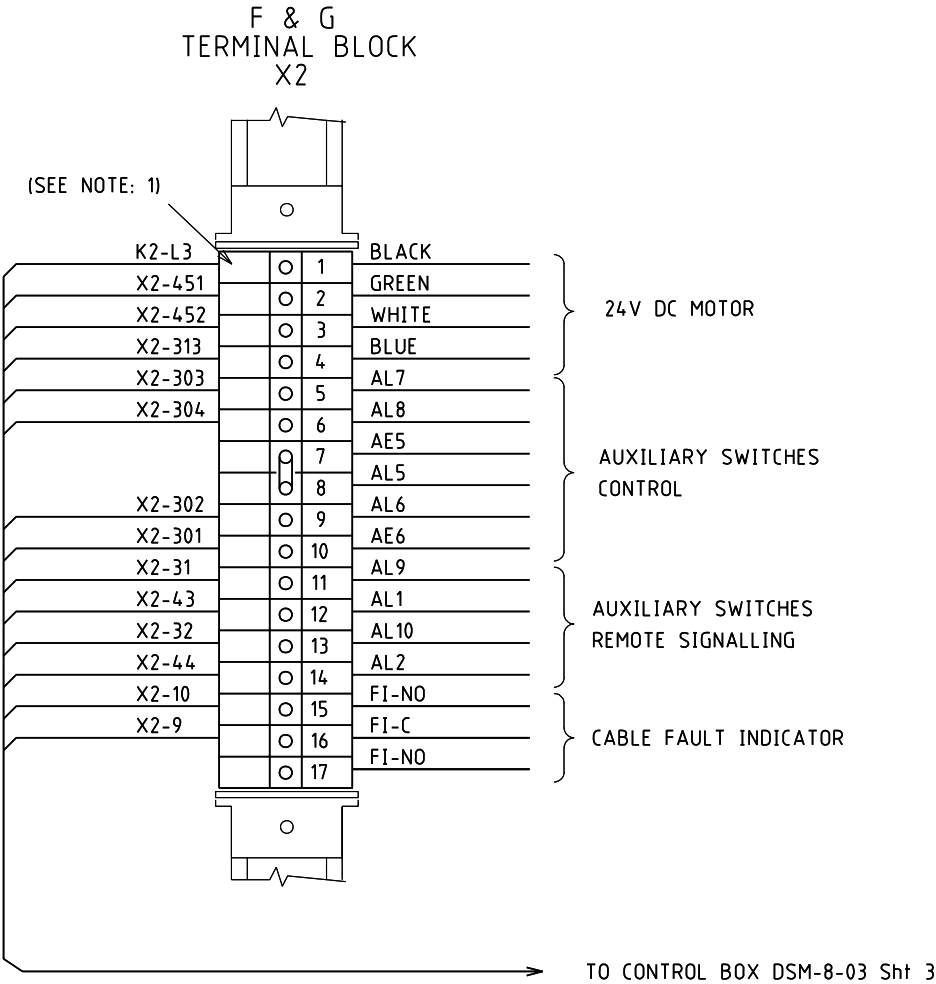 F & G
TERMINAL BLOCK
X2
(SEE NOTE: 1)
K2-L3 1 BLACK
X2-451 2 GREEN
X2-452 3 WHITE
X2-313 4 BLUE
24V DC MOTOR
X2-303 5 AL7
X2-304 6 AL8
7 AE5
8 AL5
X2-302 9 AL6
X2-301 10 AE6
AUXILIARY SWITCHES
CONTROL
X2-31 11 AL9
X2-43 12 AL1
X2-32 13 AL10
X2-44 14 AL2
AUXILIARY SWITCHES
REMOTE SIGNALLING
X2-10 15 FI-NO
X2-9 16 FI-C
17 FI-NO
CABLE FAULT INDICATOR
TO CONTROL BOX DSM-8-03 Sht 3